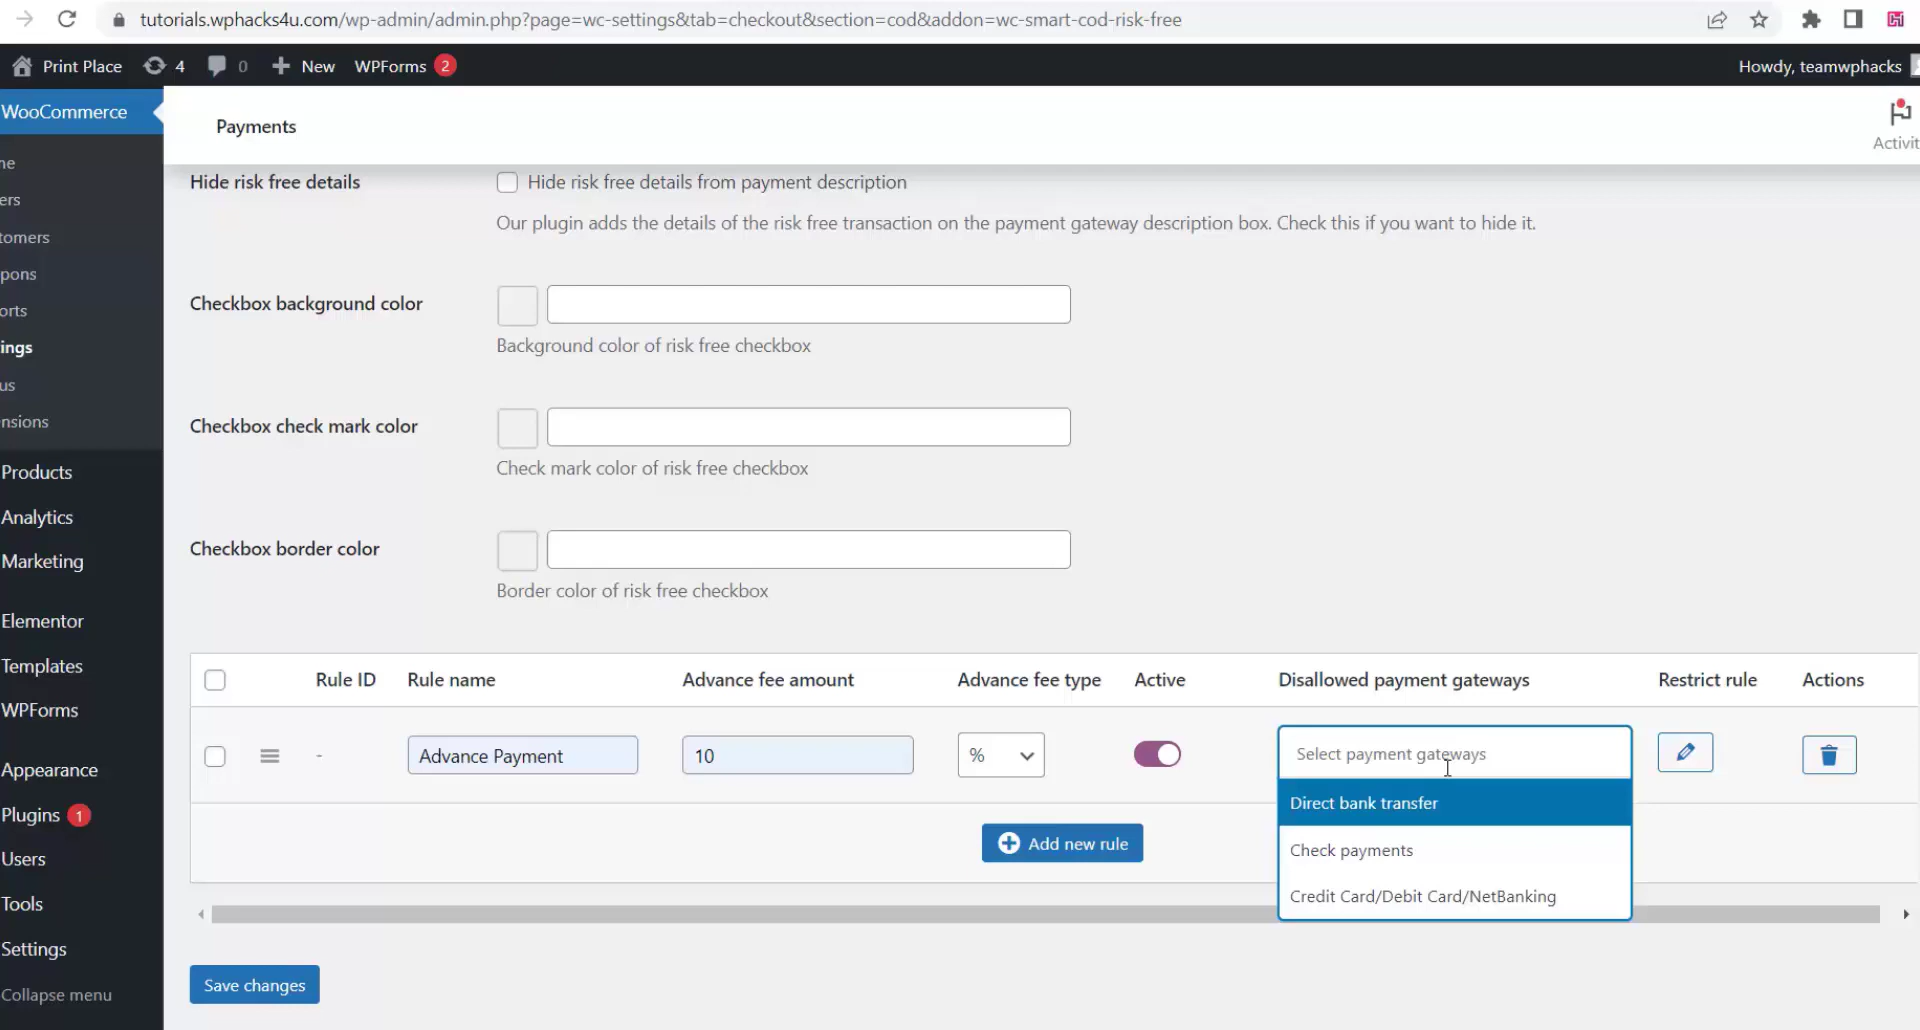 tutorials.wphacks4u.com/wp-admin/admin.php?page=wc-settings&tab=checkout&section=cod&addon=wc-smart-cod-risk-free
Print Place 4 0 New WPForms 2 Howdy, teamwphacks
WooCommerce
Payments
Activit
me
ers
tomers
pons
orts
ings
us
nsions
Products
Analytics
Marketing
Elementor
Templates
WPForms
Appearance
Plugins 1
Users
Tools
Settings
Collapse menu
Hide risk free details Hide risk free details from payment description
Our plugin adds the details of the risk free transaction on the payment gateway description box. Check this if you want to hide it.
Checkbox background color
Background color of risk free checkbox
Checkbox check mark color
Check mark color of risk free checkbox
Checkbox border color
Border color of risk free checkbox
Rule ID Rule name Advance fee amount Advance fee type Active Disallowed payment gateways Restrict rule Actions
- Advance Payment 10 % Select payment gateways
Direct bank transfer
Check payments
Credit Card/Debit Card/NetBanking
Add new rule
Save changes